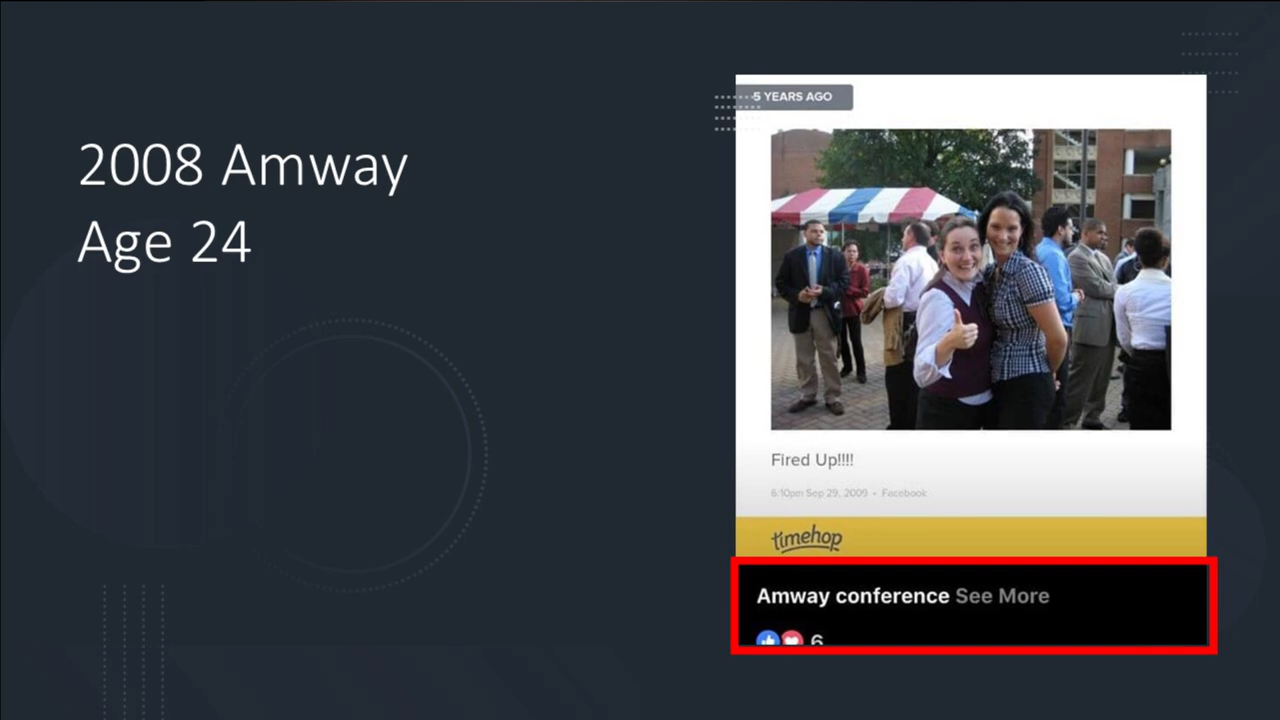 2008 Amway
Age 24
5 YEARS AGO
Fired Up!!!!
6:10pm Sep 29, 2009 • Facebook
timehop
Amway conference See More
6